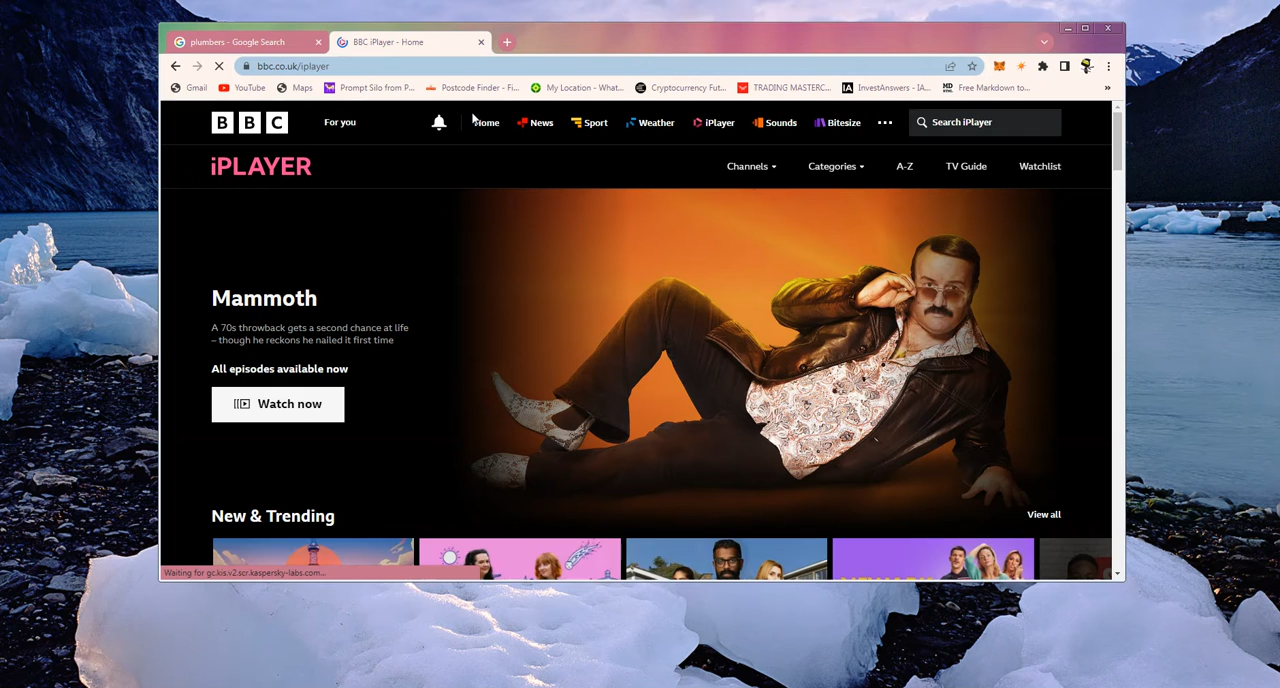 plumbers - Google Search
BBC iPlayer - Home
bbc.co.uk/iplayer
Gmail
YouTube
Maps
Prompt Silo from P...
Postcode Finder - Fi...
My Location - What...
Cryptocurrency Fut...
TRADING MASTERC...
IA
InvestAnswers - IA...
MD
Free Markdown to...
BBC
For you
Home
News
Sport
Weather
iPlayer
Sounds
Bitesize
Search iPlayer
iPLAYER
Channels
Categories
A-Z
TV Guide
Watchlist
Mammoth
A 70s throwback gets a second chance at life
– though he reckons he nailed it first time
All episodes available now
Watch now
New & Trending
View all
Waiting for gc.kis.v2.scr.kaspersky-labs.com...